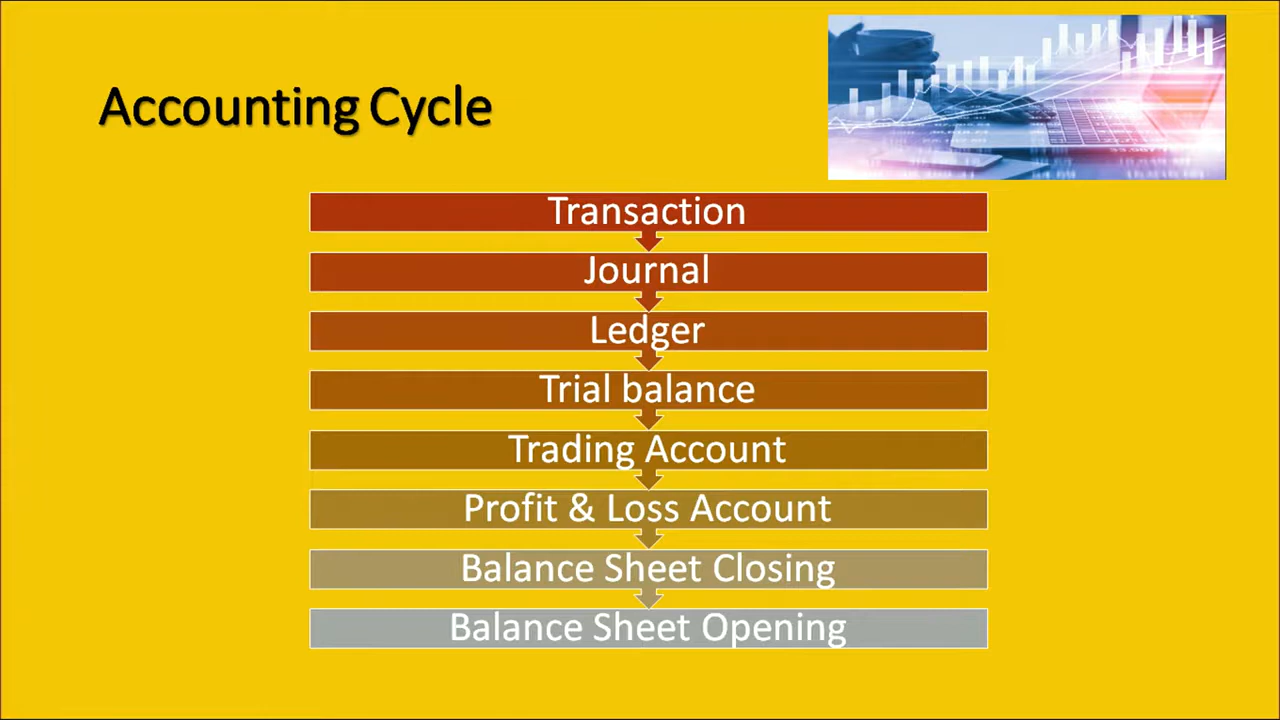 Accounting Cycle
Transaction
Journal
Ledger
Trial balance
Trading Account
Profit & Loss Account
Balance Sheet Closing
Balance Sheet Opening